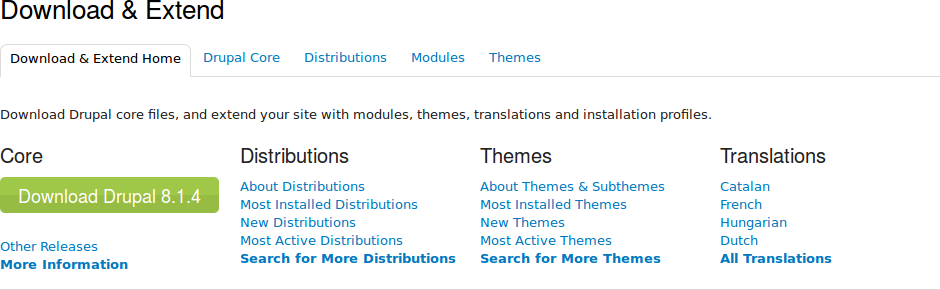 Download & Extend
Download & Extend Home
Drupal Core
Distributions
Modules
Themes
Download Drupal core files, and extend your site with modules, themes, translations and installation profiles.
Core
Download Drupal 8.1.4
Other Releases
More Information
Distributions
About Distributions
Most Installed Distributions
New Distributions
Most Active Distributions
Search for More Distributions
Themes
About Themes & Subthemes
Most Installed Themes
New Themes
Most Active Themes
Search for More Themes
Translations
Catalan
French
Hungarian
Dutch
All Translations